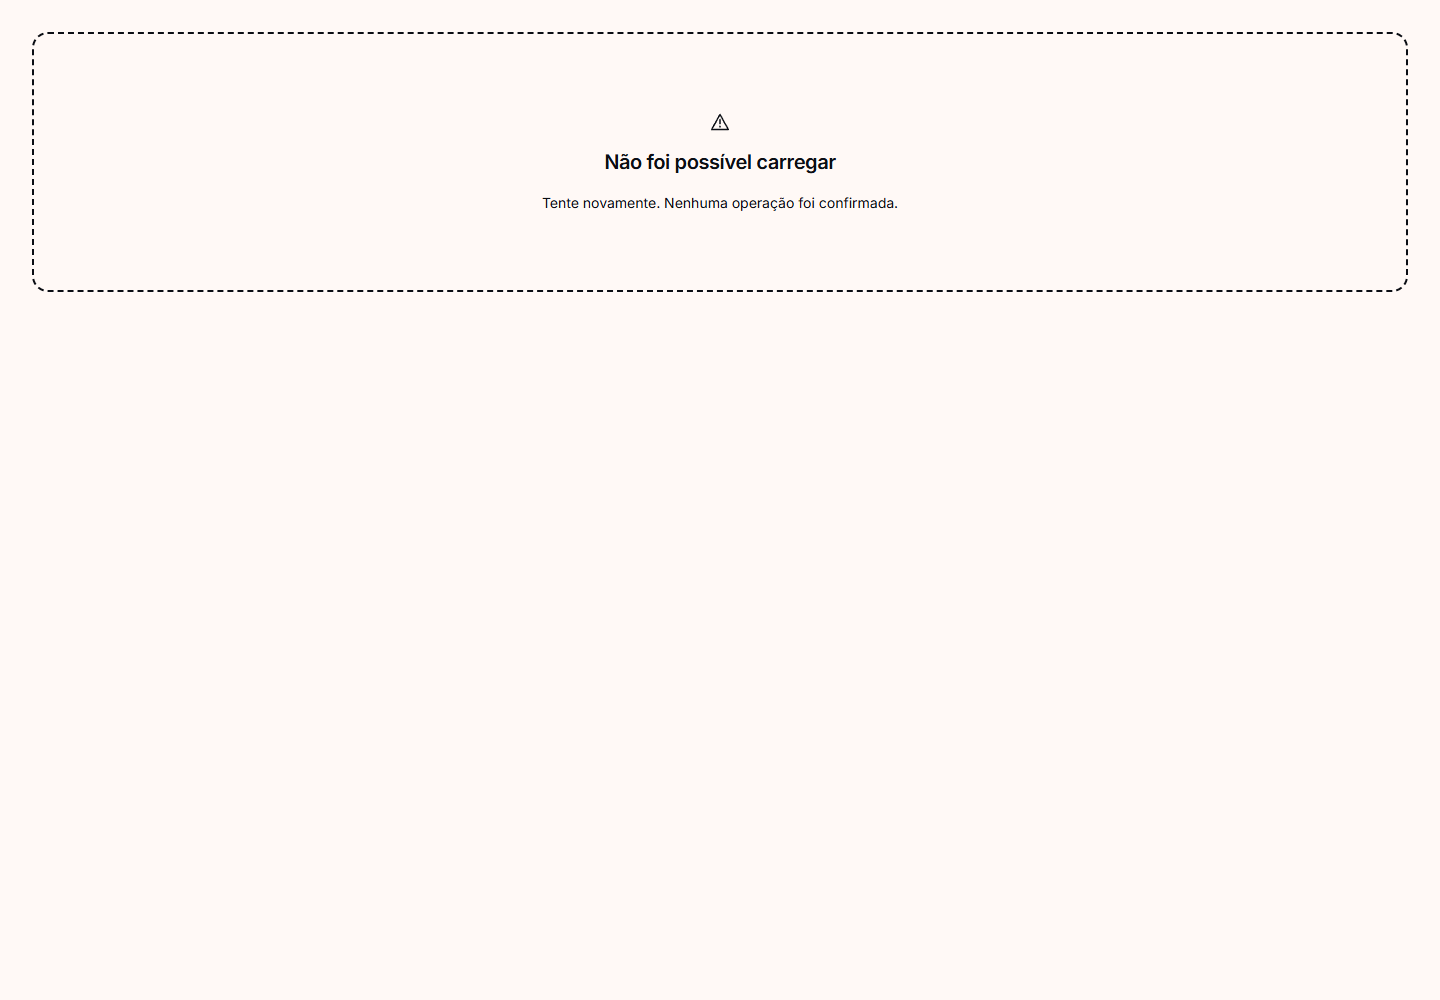 Não foi possível carregar
Tente novamente. Nenhuma operação foi confirmada.